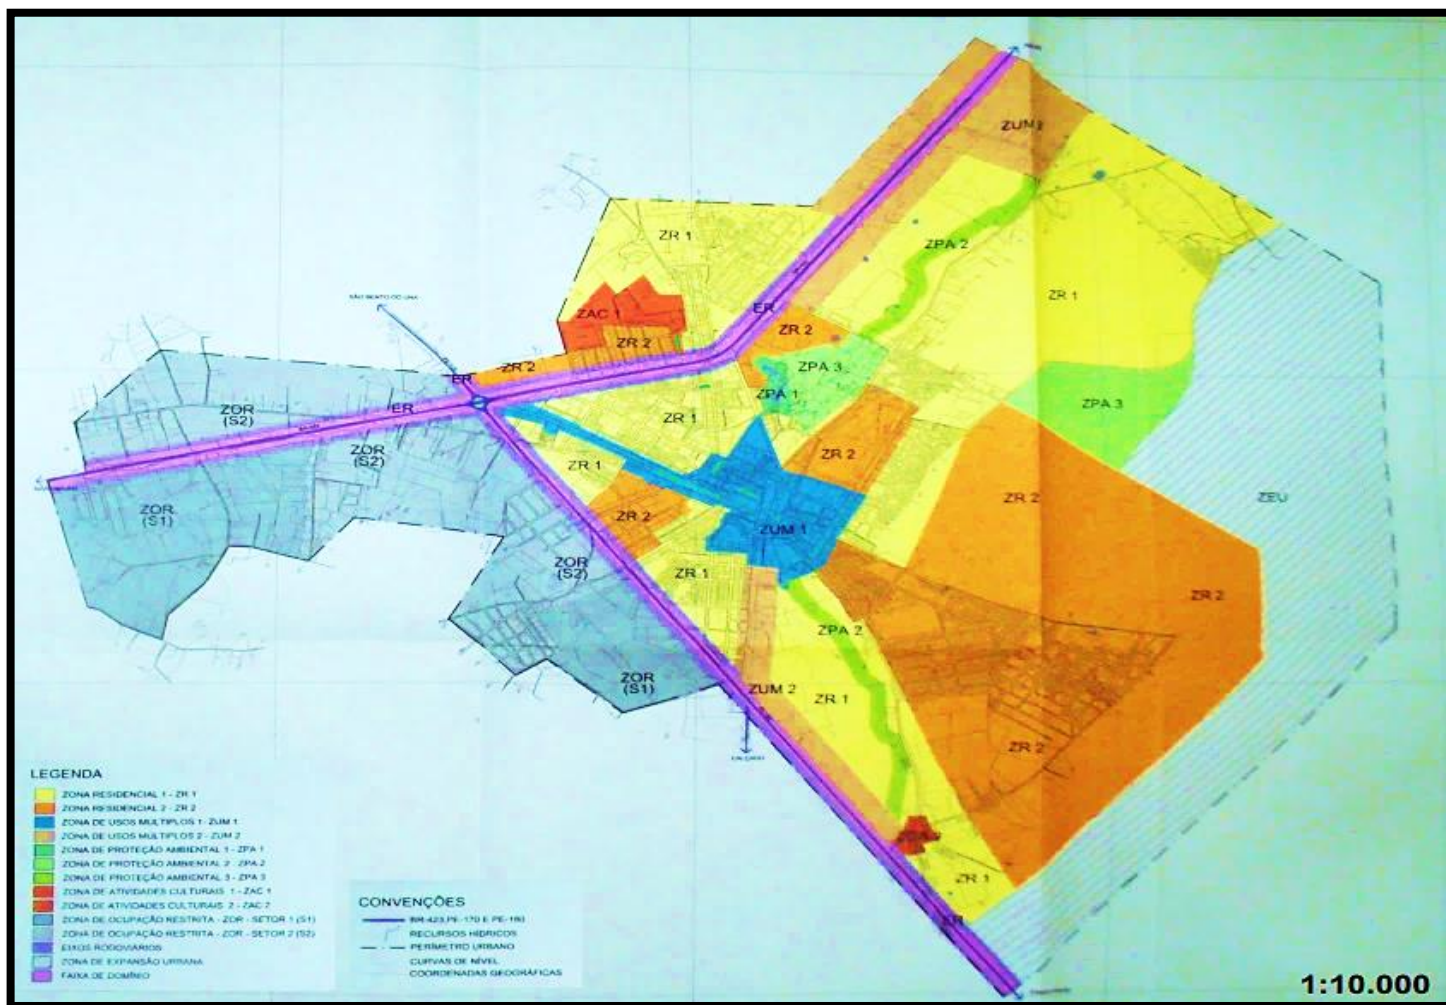 ZUM 2
ZR 1
ZPA 2
ZR 1
SÃO BENTO DO UNA
ZAC 1
ER
ZR 2
ZR 2
ZR 2
ZPA 3
ER
ZPA 1
ZPA 3
ZOR
(S2)
ER
ZR 1
ZOR
(S2)
ZR 2
ZR 1
ZR 2
ZEU
ZOR
(S1)
ZR 2
ZUM 1
ZOR
(S2)
ZR 1
ZR 2
ZPA 2
ZOR
(S1)
ZUM 2
ZR 1
ZR 2
CALÇADO
ZR 1
ER
LEGENDA
ZONA RESIDENCIAL 1 - ZR 1
ZONA RESIDENCIAL 2 - ZR 2
ZONA DE USOS MÚLTIPLOS 1- ZUM 1
ZONA DE USOS MÚLTIPLOS 2 - ZUM 2
ZONA DE PROTEÇÃO AMBIENTAL 1 - ZPA 1
ZONA DE PROTEÇÃO AMBIENTAL 2 - ZPA 2
ZONA DE PROTEÇÃO AMBIENTAL 3 - ZPA 3
ZONA DE ATIVIDADES CULTURAIS 1 - ZAC 1
ZONA DE ATIVIDADES CULTURAIS 2 - ZAC 2
ZONA DE OCUPAÇÃO RESTRITA - ZOR - SETOR 1 (S1)
ZONA DE OCUPAÇÃO RESTRITA - ZOR - SETOR 2 (S2)
EIXOS RODOVIÁRIOS
ZONA DE EXPANSÃO URBANA
FAIXA DE DOMÍNIO
CONVENÇÕES
BR-423,PE-170 E PE-180
RECURSOS HÍDRICOS
PERÍMETRO URBANO
CURVAS DE NÍVEL
COORDENADAS GEOGRÁFICAS
1:10.000